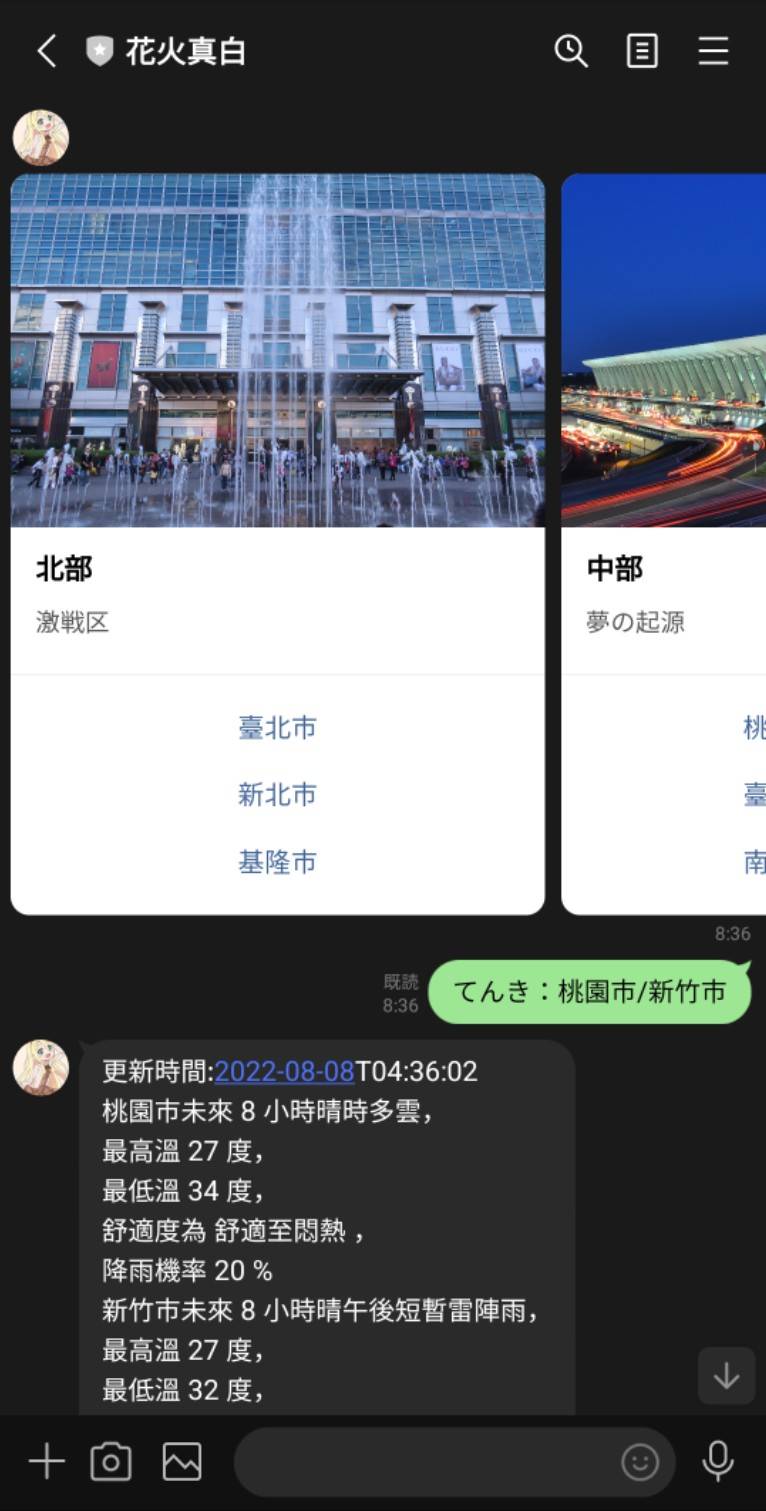 花火真白
北部
激戦区
臺北市
新北市
基隆市
中部
夢の起源
桃
臺
南
8:36
既読
8:36
てんき：桃園市/新竹市
更新時間:2022-08-08T04:36:02
桃園市未來 8 小時晴時多雲，
最高溫 27 度，
最低溫 34 度，
舒適度為 舒適至悶熱 ，
降雨機率 20 %
新竹市未來 8 小時晴午後短暫雷陣雨，
最高溫 27 度，
最低溫 32 度，